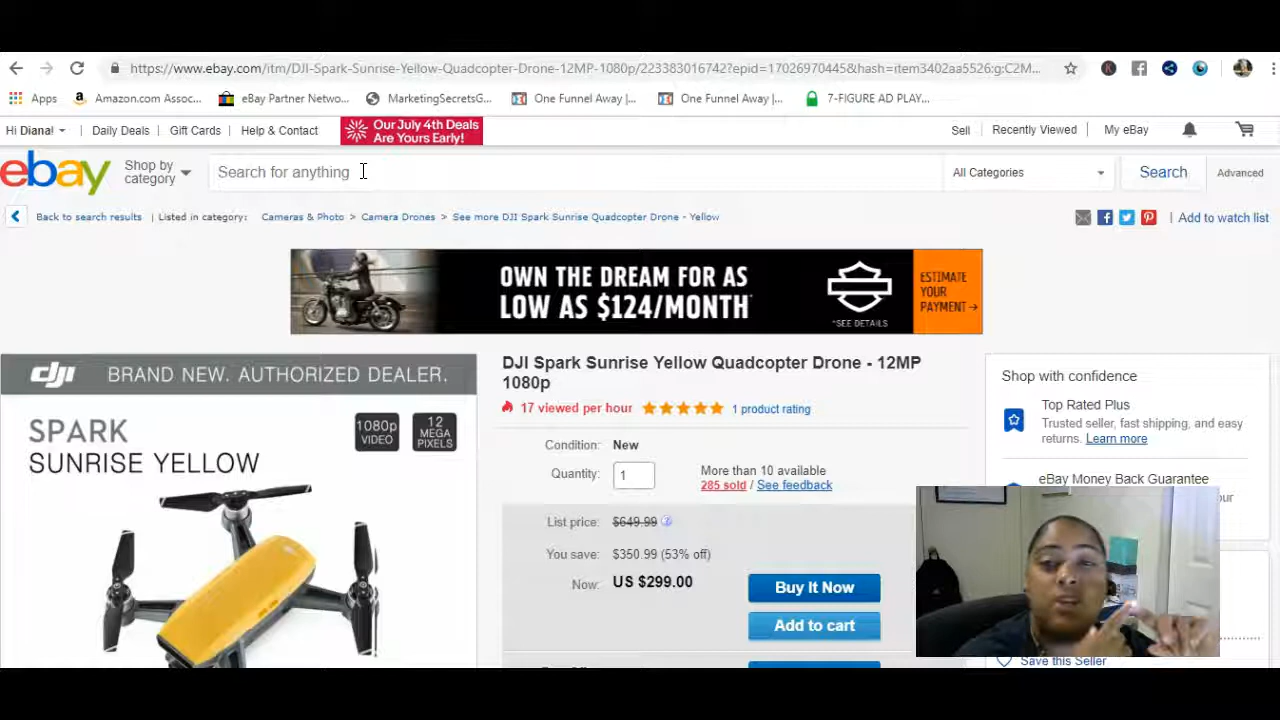 https://www.ebay.com/itm/DJI-Spark-Sunrise-Yellow-Quadcopter-Drone-12MP-1080p/223383016742?epid=17026970445&hash=item3402aa5526:g:C2M...
Apps Amazon.com Assoc... eBay Partner Netwo... MarketingSecretsG... One Funnel Away |... One Funnel Away |... 7-FIGURE AD PLAY...
Hi Diana! Daily Deals Gift Cards Help & Contact
Our July 4th Deals
Are Yours Early!
Sell Recently Viewed My eBay
ebay
Shop by
category
Search for anything All Categories Search Advanced
Back to search results | Listed in category: Cameras & Photo > Camera Drones > See more DJI Spark Sunrise Quadcopter Drone - Yellow
| Add to watch list
OWN THE DREAM FOR AS
LOW AS $124/MONTH*
*SEE DETAILS
ESTIMATE
YOUR
PAYMENT →
dji BRAND NEW. AUTHORIZED DEALER.
SPARK
SUNRISE YELLOW
1080p
VIDEO
12
MEGA
PIXELS
DJI Spark Sunrise Yellow Quadcopter Drone - 12MP
1080p
17 viewed per hour 1 product rating
Condition: New
Quantity: 1 More than 10 available
285 sold / See feedback
List price: $649.99
You save: $350.99 (53% off)
Now: US $299.00
Buy It Now
Add to cart
Shop with confidence
Top Rated Plus
Trusted seller, fast shipping, and easy
returns. Learn more
eBay Money Back Guarantee
Save this Seller